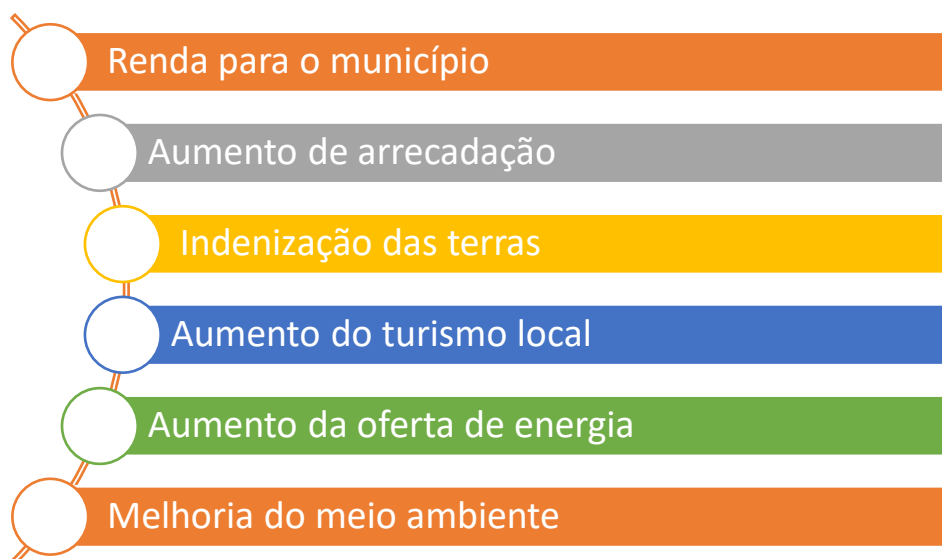 Renda para o município
Aumento de arrecadação
Indenização das terras
Aumento do turismo local
Aumento da oferta de energia
Melhoria do meio ambiente